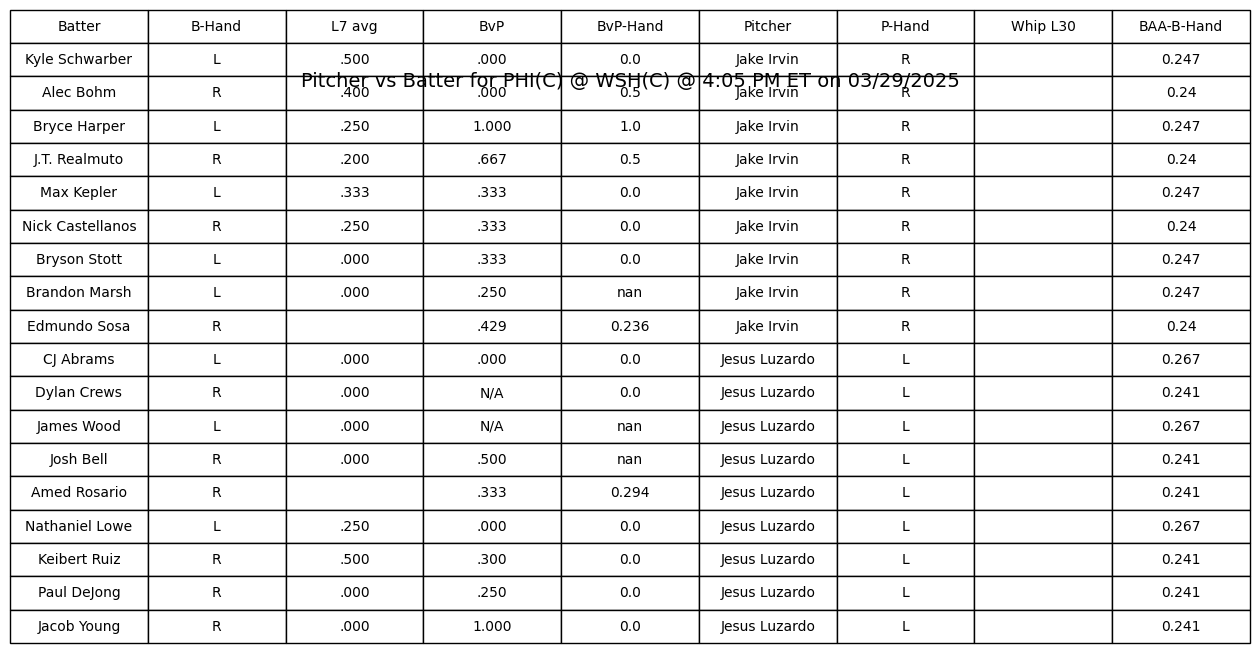 Batter B-Hand L7 avg BvP BvP-Hand Pitcher P-Hand Whip L30 BAA-B-Hand
Kyle Schwarber L .500 .000 0.0 Jake Irvin R 0.247
Pitcher vs Batter for PHI(C) @ WSH(C) @ 4:05 PM ET on 03/29/2025
Alec Bohm R .400 .000 0.5 Jake Irvin R 0.24
Bryce Harper L .250 1.000 1.0 Jake Irvin R 0.247
J.T. Realmuto R .200 .667 0.5 Jake Irvin R 0.24
Max Kepler L .333 .333 0.0 Jake Irvin R 0.247
Nick Castellanos R .250 .333 0.0 Jake Irvin R 0.24
Bryson Stott L .000 .333 0.0 Jake Irvin R 0.247
Brandon Marsh L .000 .250 nan Jake Irvin R 0.247
Edmundo Sosa R .429 0.236 Jake Irvin R 0.24
CJ Abrams L .000 .000 0.0 Jesus Luzardo L 0.267
Dylan Crews R .000 N/A 0.0 Jesus Luzardo L 0.241
James Wood L .000 N/A nan Jesus Luzardo L 0.267
Josh Bell R .000 .500 nan Jesus Luzardo L 0.241
Amed Rosario R .333 0.294 Jesus Luzardo L 0.241
Nathaniel Lowe L .250 .000 0.0 Jesus Luzardo L 0.267
Keibert Ruiz R .500 .300 0.0 Jesus Luzardo L 0.241
Paul DeJong R .000 .250 0.0 Jesus Luzardo L 0.241
Jacob Young R .000 1.000 0.0 Jesus Luzardo L 0.241